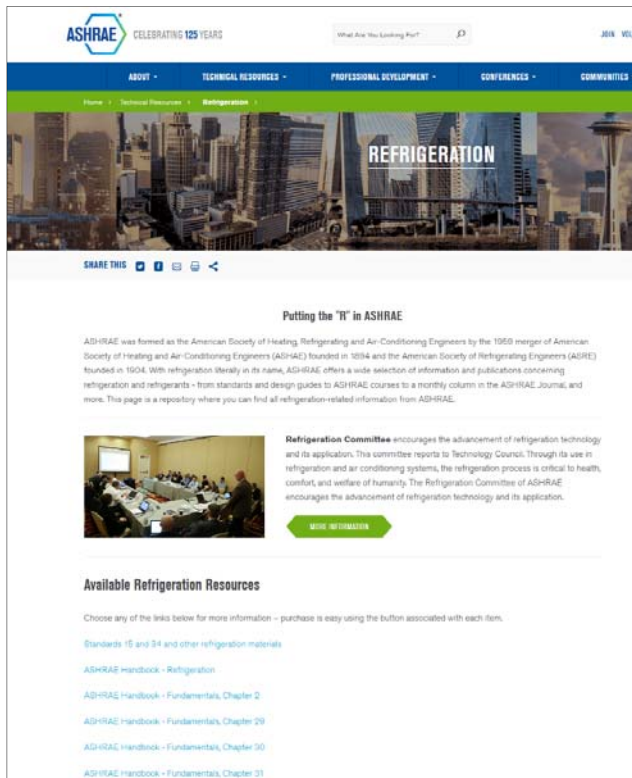 ASHRAE CELEBRATING 125 YEARS
What Are You Looking For?
JOIN
ABOUT
TECHNICAL RESOURCES
PROFESSIONAL DEVELOPMENT
CONFERENCES
COMMUNITIES
Home › Technical Resources › Refrigeration ›
REFRIGERATION
SHARE THIS
Putting the "R" in ASHRAE
ASHRAE was formed as the American Society of Heating, Refrigerating and Air-Conditioning Engineers by the 1959 merger of American
Society of Heating and Air-Conditioning Engineers (ASHAE) founded in 1894 and the American Society of Refrigerating Engineers (ASRE)
founded in 1904. With refrigeration literally in its name, ASHRAE offers a wide selection of information and publications concerning
refrigeration and refrigerants - from standards and design guides to ASHRAE courses to a monthly column in the ASHRAE Journal, and
more. This page is a repository where you can find all refrigeration-related information from ASHRAE.
Refrigeration Committee encourages the advancement of refrigeration technology
and its application. This committee reports to Technology Council. Through its use in
refrigeration and air conditioning systems, the refrigeration process is critical to health,
comfort, and welfare of humanity. The Refrigeration Committee of ASHRAE
encourages the advancement of refrigeration technology and its application.
MORE INFORMATION
Available Refrigeration Resources
Choose any of the links below for more information – purchase is easy using the button associated with each item.
Standards 15 and 34 and other refrigeration materials
ASHRAE Handbook - Refrigeration
ASHRAE Handbook - Fundamentals, Chapter 2
ASHRAE Handbook - Fundamentals, Chapter 29
ASHRAE Handbook - Fundamentals, Chapter 30
ASHRAE Handbook - Fundamentals, Chapter 31